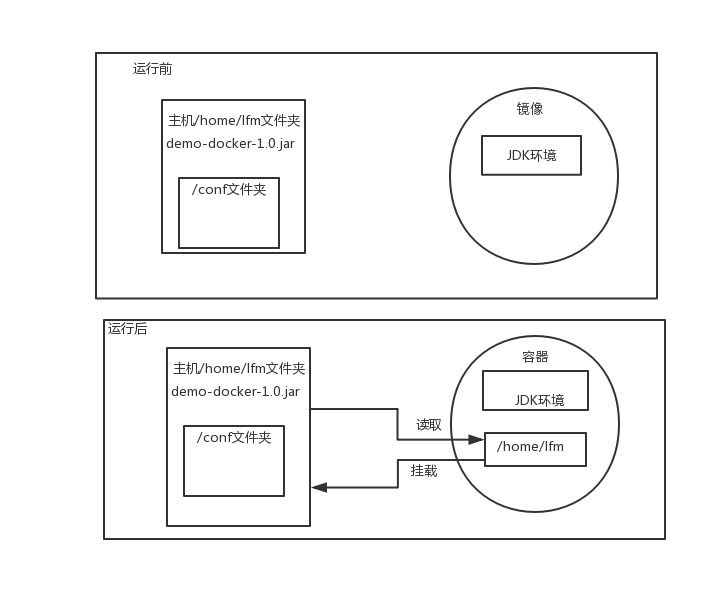 运行前
主机/home/lfm文件夹
demo-docker-1.0.jar
/conf文件夹
镜像
JDK环境
运行后
主机/home/lfm文件夹
demo-docker-1.0.jar
/conf文件夹
读取
挂载
容器
JDK环境
/home/lfm